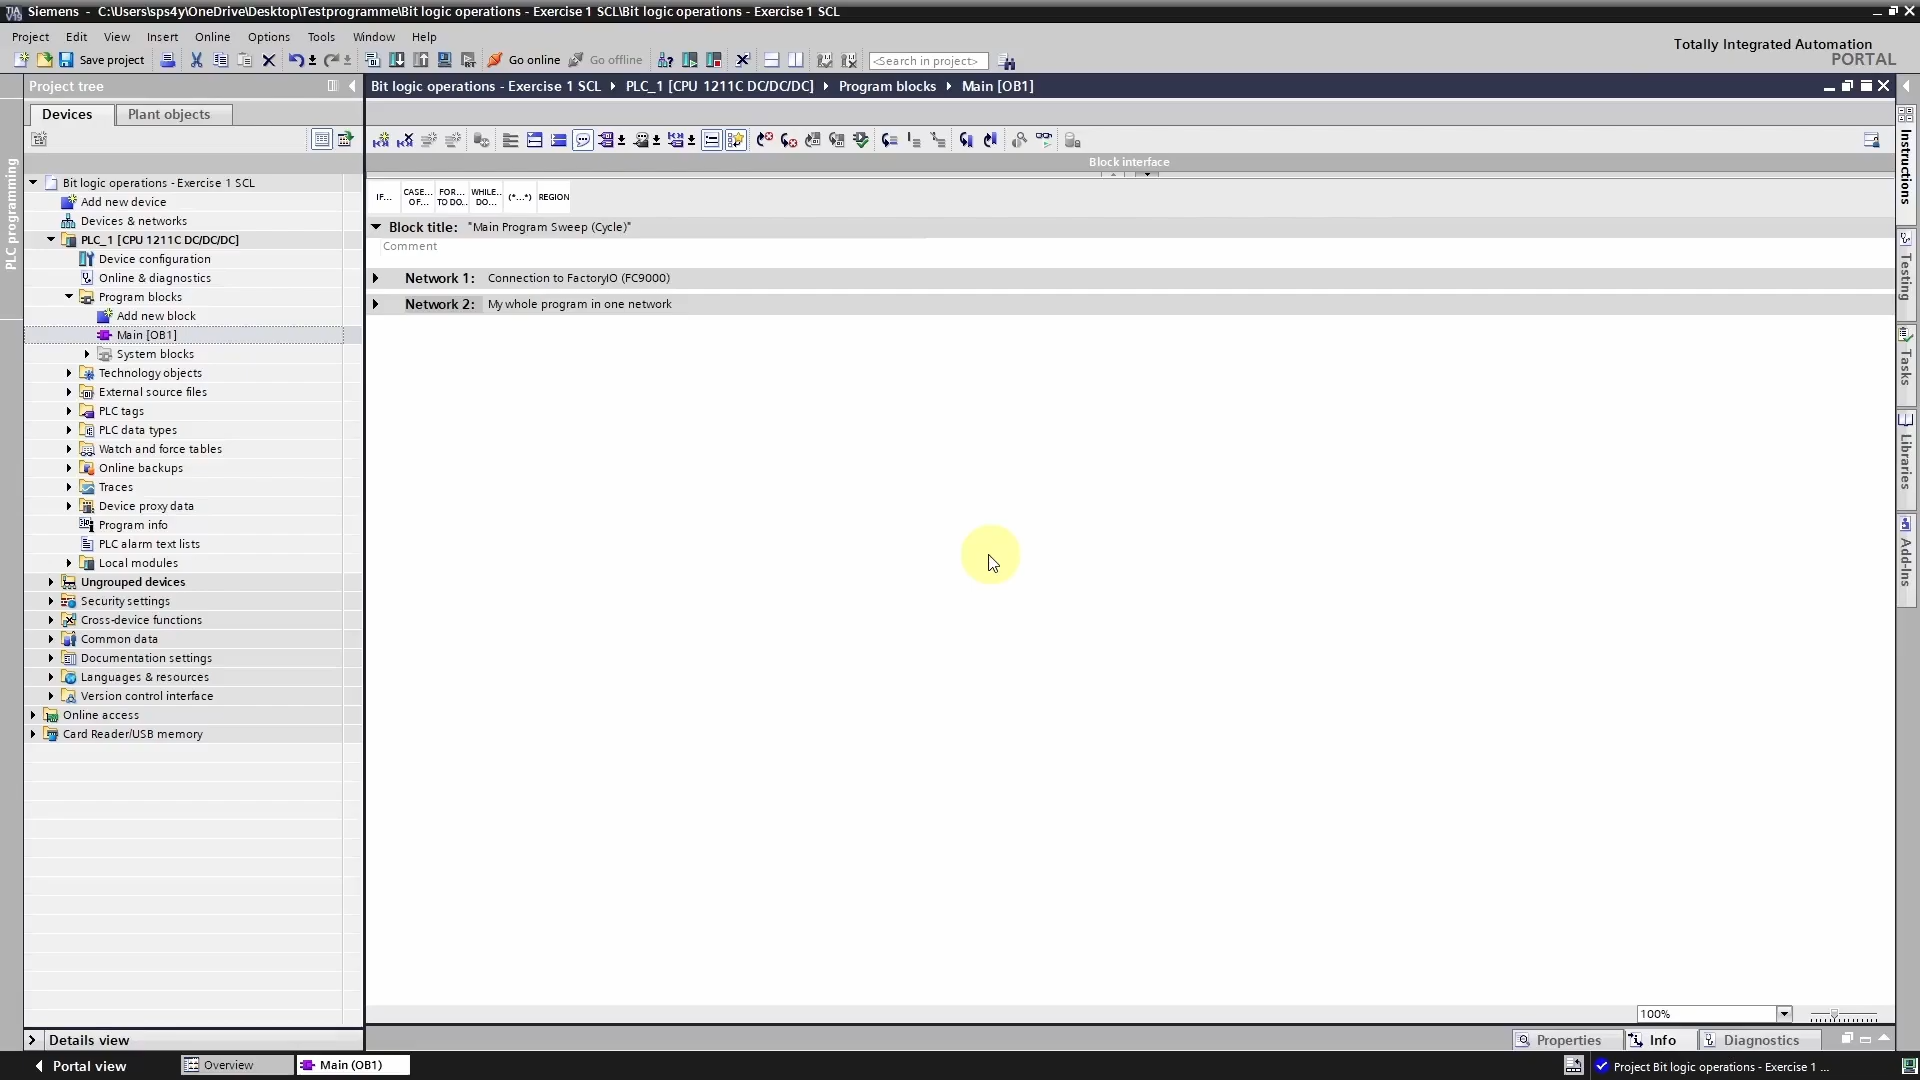 Siemens - C:\Users\sps4y\OneDrive\Desktop\Testprogramme\Bit logic operations - Exercise 1 SCL\Bit logic operations - Exercise 1 SCL
Project Edit View Insert Online Options Tools Window Help
Totally Integrated Automation
PORTAL
Save project Go online Go offline <Search in project>
Project tree
Bit logic operations - Exercise 1 SCL PLC_1 [CPU 1211C DC/DC/DC] Program blocks Main [OB1]
Devices Plant objects
Block interface
IF... CASE... OF... FOR... TO DO.. WHILE.. DO... (*...*) REGION
Block title: "Main Program Sweep (Cycle)"
Comment
Network 1: Connection to FactoryIO (FC9000)
Network 2: My whole program in one network
PLC programming
Bit logic operations - Exercise 1 SCL
Add new device
Devices & networks
PLC_1 [CPU 1211C DC/DC/DC]
Device configuration
Online & diagnostics
Program blocks
Add new block
Main [OB1]
System blocks
Technology objects
External source files
PLC tags
PLC data types
Watch and force tables
Online backups
Traces
Device proxy data
Program info
PLC alarm text lists
Local modules
Ungrouped devices
Security settings
Cross-device functions
Common data
Documentation settings
Languages & resources
Version control interface
Online access
Card Reader/USB memory
Instructions
Testing
Tasks
Libraries
Add-Ins
100%
Details view
Properties Info Diagnostics
Portal view Overview Main (OB1) Project Bit logic operations - Exercise 1 ...